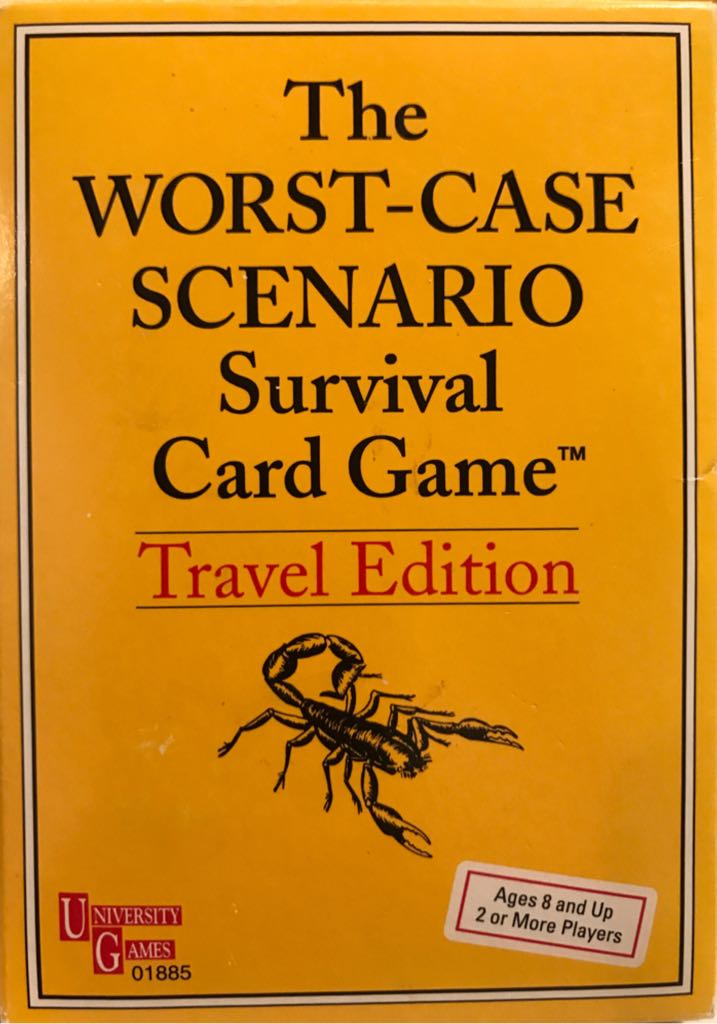 The
WORST-CASE
SCENARIO
Survival
Card Game™
Travel Edition
Ages 8 and Up
2 or More Players
UNIVERSITY
GAMES
01885